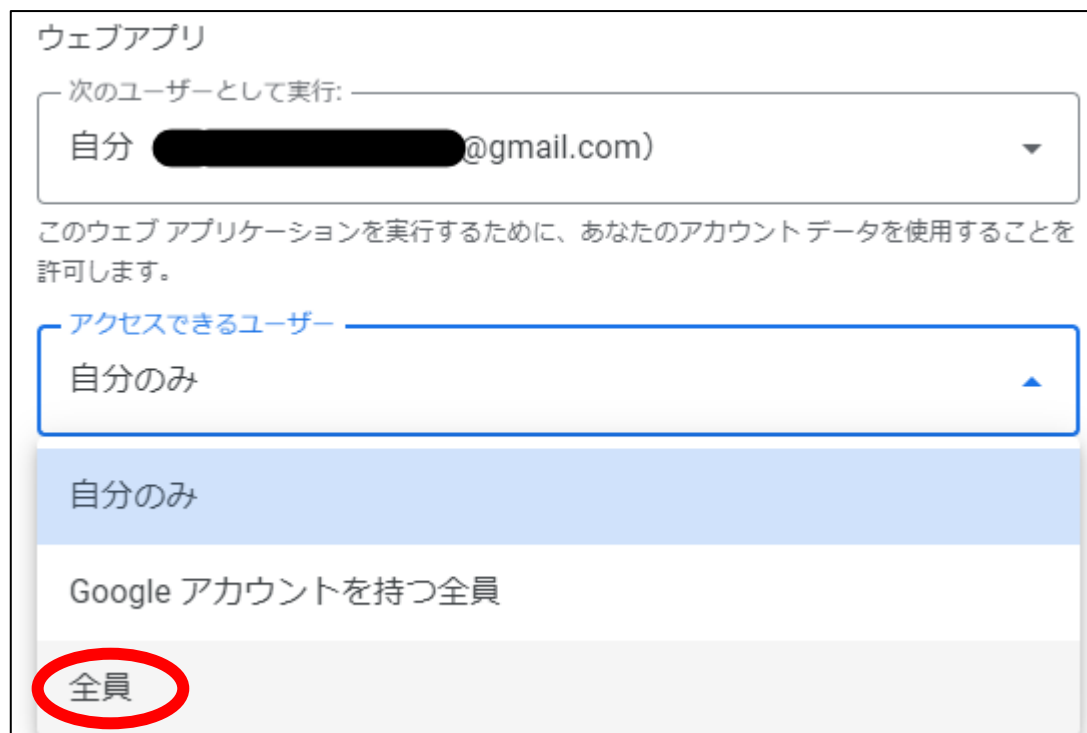 ウェブアプリ
次のユーザーとして実行:
自分 @gmail.com）
このウェブ アプリケーションを実行するために、あなたのアカウント データを使用することを
許可します。
アクセスできるユーザー
自分のみ
自分のみ
Google アカウントを持つ全員
全員